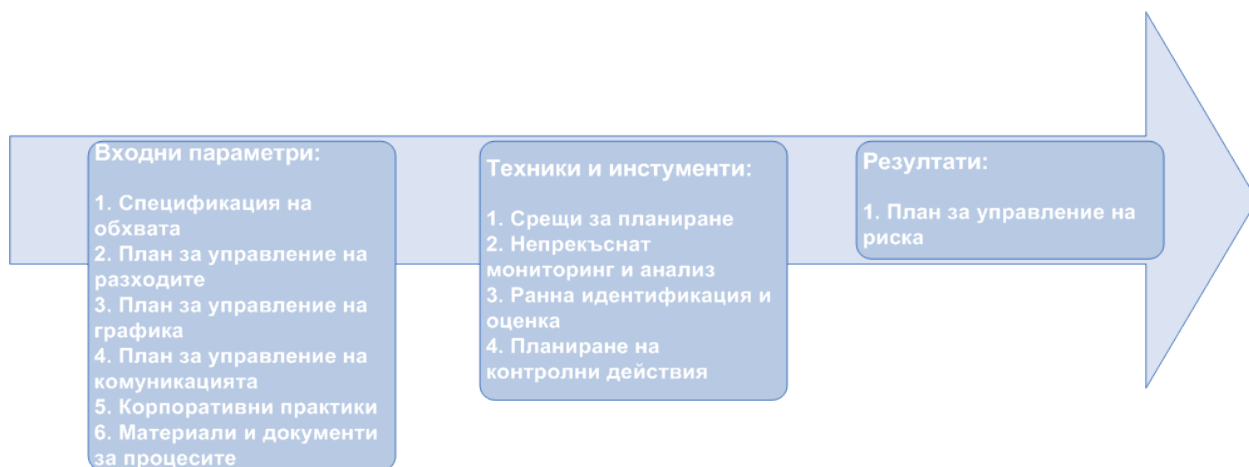 Входни параметри:
1. Спецификация на
обхвата
2. План за управление на
разходите
3. План за управление на
графика
4. План за управление на
комуникацията
5. Корпоративни практики
6. Материали и документи
за процесите
Техники и инстументи:
1. Срещи за планиране
2. Непрекъснат
мониторинг и анализ
3. Ранна идентификация и
оценка
4. Планиране на
контролни действия
Резултати:
1. План за управление на
риска